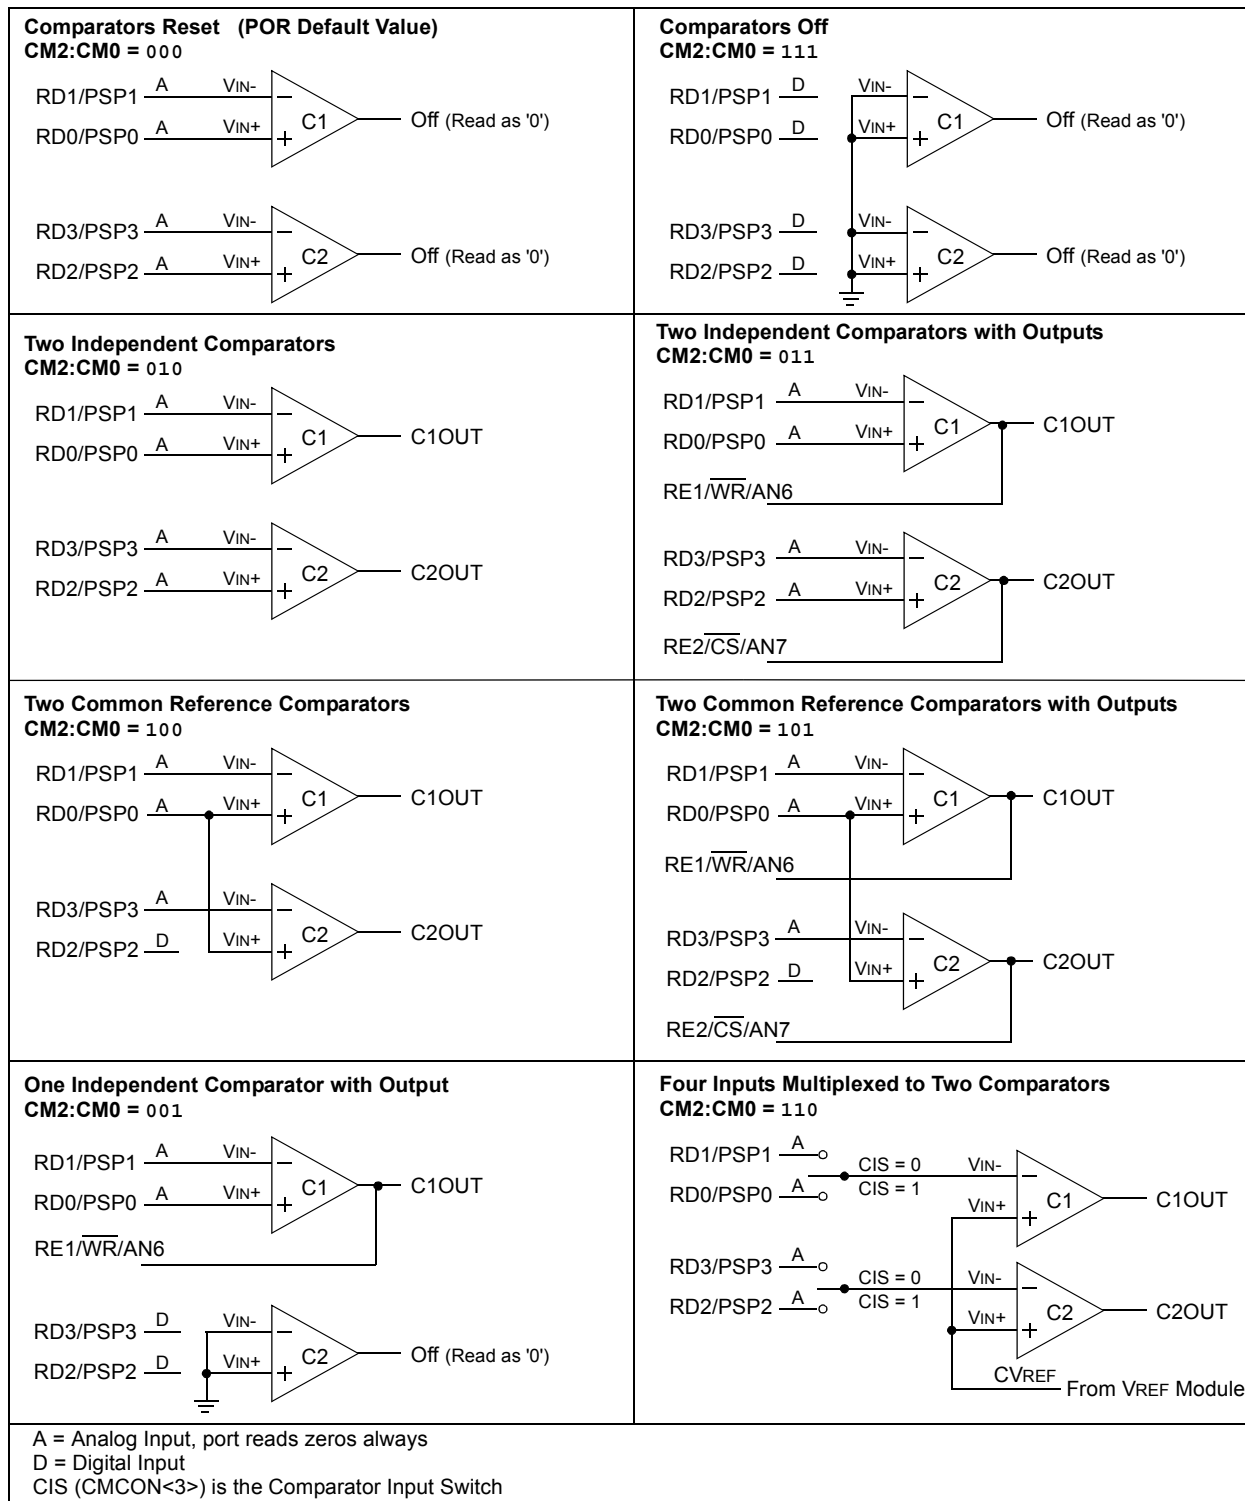 Comparators Reset (POR Default Value)
CM2:CM0 = 000
RD1/PSP1 A VIN- −
RD0/PSP0 A VIN+ +
C1 Off (Read as '0')
RD3/PSP3 A VIN- −
RD2/PSP2 A VIN+ +
C2 Off (Read as '0')
Comparators Off
CM2:CM0 = 111
RD1/PSP1 D VIN- −
RD0/PSP0 D VIN+ +
C1 Off (Read as '0')
RD3/PSP3 D VIN- −
RD2/PSP2 D VIN+ +
C2 Off (Read as '0')
Two Independent Comparators
CM2:CM0 = 010
RD1/PSP1 A VIN- −
RD0/PSP0 A VIN+ +
C1 C1OUT
RD3/PSP3 A VIN- −
RD2/PSP2 A VIN+ +
C2 C2OUT
Two Independent Comparators with Outputs
CM2:CM0 = 011
RD1/PSP1 A VIN- −
RD0/PSP0 A VIN+ +
C1 C1OUT
RE1/W̅R̅/AN6
RD3/PSP3 A VIN- −
RD2/PSP2 A VIN+ +
C2 C2OUT
RE2/C̅S̅/AN7
Two Common Reference Comparators
CM2:CM0 = 100
RD1/PSP1 A VIN- −
RD0/PSP0 A VIN+ +
C1 C1OUT
RD3/PSP3 A VIN- −
RD2/PSP2 D VIN+ +
C2 C2OUT
Two Common Reference Comparators with Outputs
CM2:CM0 = 101
RD1/PSP1 A VIN- −
RD0/PSP0 A VIN+ +
C1 C1OUT
RE1/W̅R̅/AN6
RD3/PSP3 A VIN- −
RD2/PSP2 D VIN+ +
C2 C2OUT
RE2/C̅S̅/AN7
One Independent Comparator with Output
CM2:CM0 = 001
RD1/PSP1 A VIN- −
RD0/PSP0 A VIN+ +
C1 C1OUT
RE1/W̅R̅/AN6
RD3/PSP3 D VIN- −
RD2/PSP2 D VIN+ +
C2 Off (Read as '0')
Four Inputs Multiplexed to Two Comparators
CM2:CM0 = 110
RD1/PSP1 A
CIS = 0 VIN- −
RD0/PSP0 A CIS = 1
VIN+ + C1 C1OUT
RD3/PSP3 A
CIS = 0 VIN- −
RD2/PSP2 A CIS = 1
VIN+ + C2 C2OUT
CVREF From VREF Module
A = Analog Input, port reads zeros always
D = Digital Input
CIS (CMCON<3>) is the Comparator Input Switch